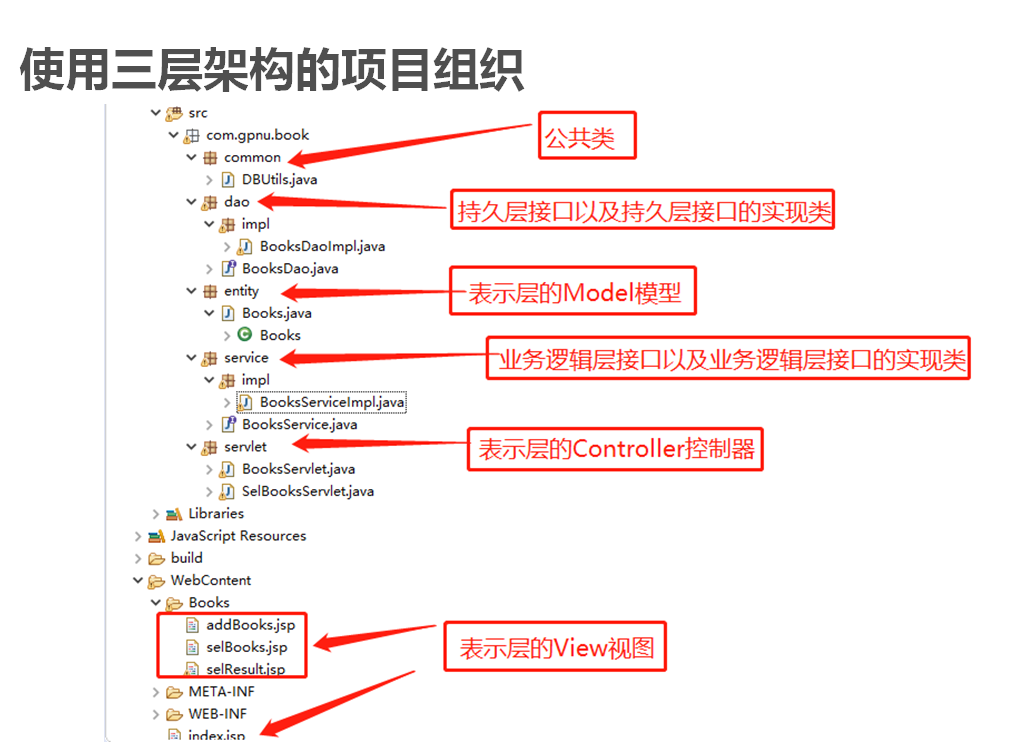 使用三层架构的项目组织
src
com.gpnu.book
公共类
common
DBUtils.java
dao
持久层接口以及持久层接口的实现类
impl
BooksDaoImpl.java
BooksDao.java
entity
表示层的Model模型
Books.java
Books
service
业务逻辑层接口以及业务逻辑层接口的实现类
impl
BooksServiceImpl.java
BooksService.java
servlet
表示层的Controller控制器
BooksServlet.java
SelBooksServlet.java
Libraries
JavaScript Resources
build
WebContent
Books
addBooks.jsp
selBooks.jsp
表示层的View视图
selResult.jsp
META-INF
WEB-INF
index.jsp